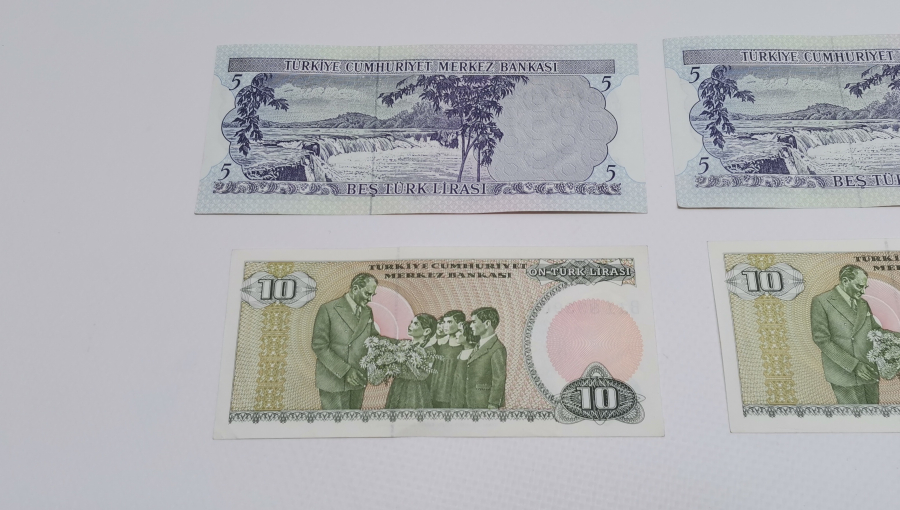 TÜRKİYE CUMHURİYET MERKEZ BANKASI
5 5
5 5
BEŞ TÜRK LİRASI
TÜRKİYE CUMHURİYET
5
5
BEŞ
TÜRKİYE CUMHURİYET
MERKEZ BANKASI
ON TÜRK LİRASI
10
10
10